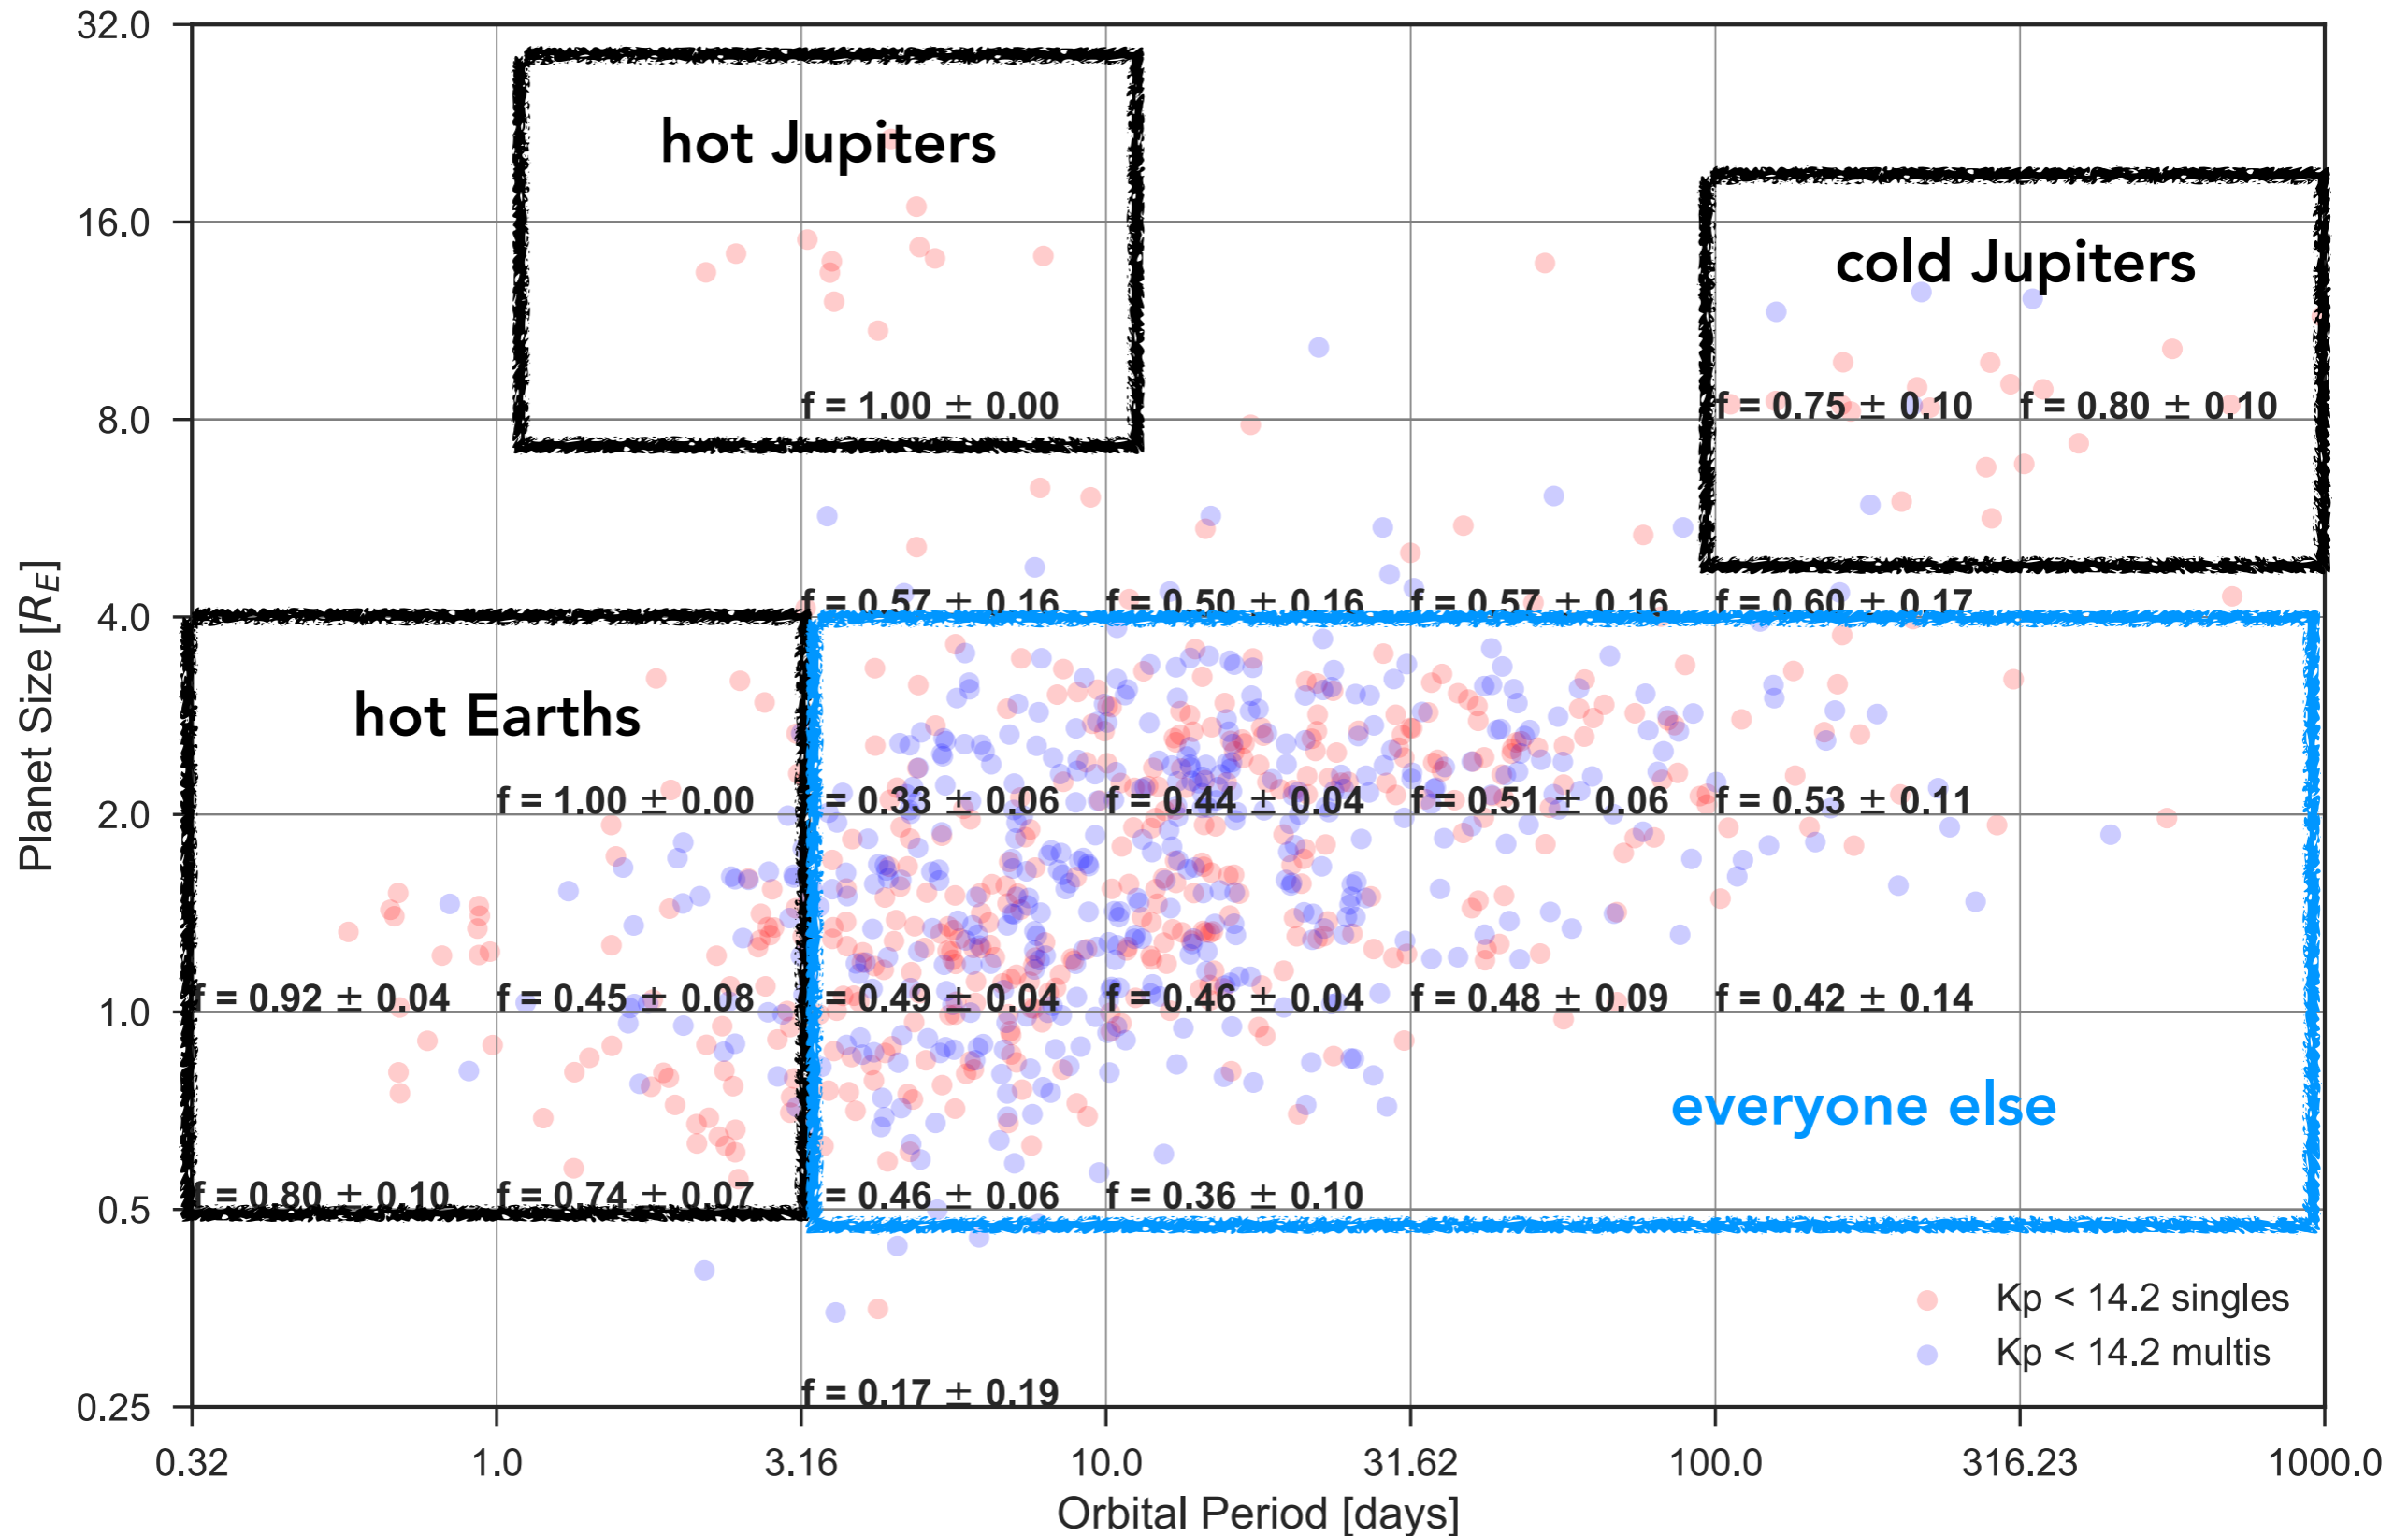 32.0
hot Jupiters
16.0
cold Jupiters
f = 1.00 ± 0.00
f = 0.75 ± 0.10
f = 0.80 ± 0.10
8.0
f = 0.57 ± 0.16
f = 0.50 ± 0.16
f = 0.57 ± 0.16
f = 0.60 ± 0.17
4.0
hot Earths
f = 1.00 ± 0.00
= 0.33 ± 0.06
f = 0.44 ± 0.04
f = 0.51 ± 0.06
f = 0.53 ± 0.11
2.0
f = 0.92 ± 0.04
f = 0.45 ± 0.08
= 0.49 ± 0.04
f = 0.46 ± 0.04
f = 0.48 ± 0.09
f = 0.42 ± 0.14
1.0
everyone else
f = 0.80 ± 0.10
f = 0.74 ± 0.07
= 0.46 ± 0.06
f = 0.36 ± 0.10
0.5
Kp < 14.2 singles
Kp < 14.2 multis
f = 0.17 ± 0.19
0.25
Planet Size [R_E]
0.32
1.0
3.16
10.0
31.62
100.0
316.23
1000.0
Orbital Period [days]